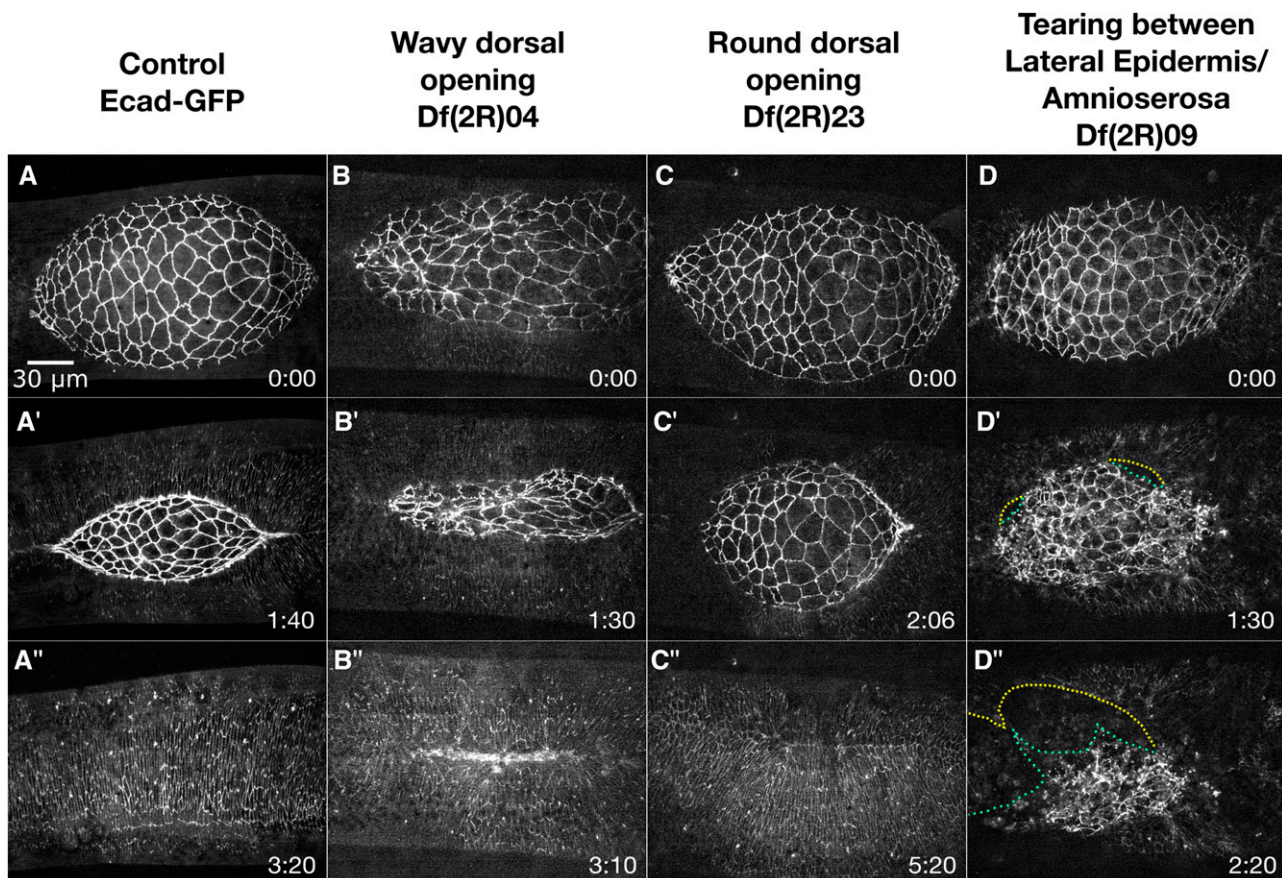 Control
Ecad-GFP
Wavy dorsal
opening
Df(2R)04
Round dorsal
opening
Df(2R)23
Tearing between
Lateral Epidermis/
Amnioserosa
Df(2R)09
A
30 µm
0:00
B
0:00
C
0:00
D
0:00
A'
1:40
B'
1:30
C'
2:06
D'
1:30
A"
3:20
B"
3:10
C"
5:20
D"
2:20